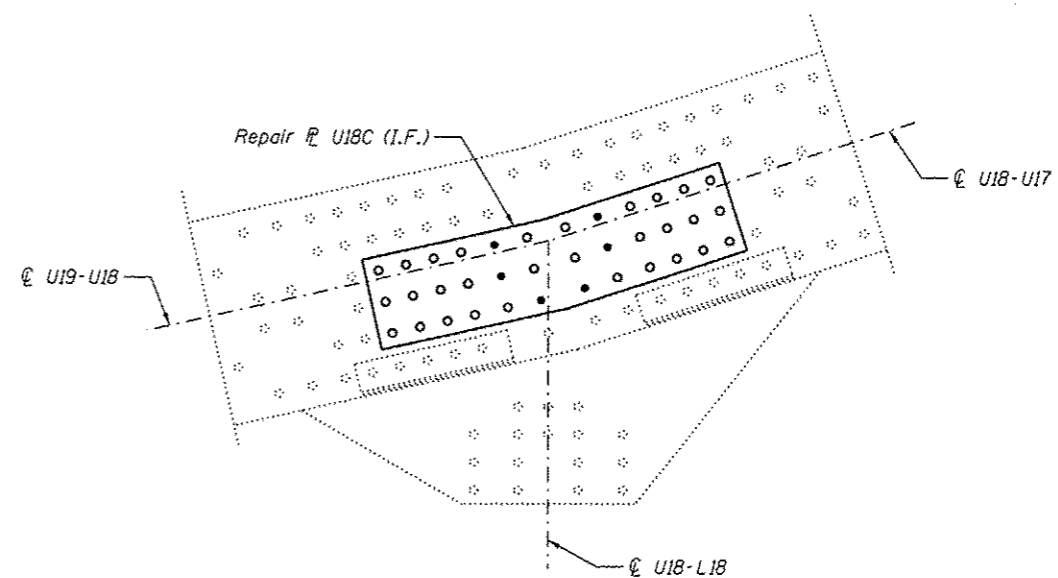 Repair ⅊ U18C (I.F.)
℄ U18-U17
℄ U19-U18
℄ U18-L18